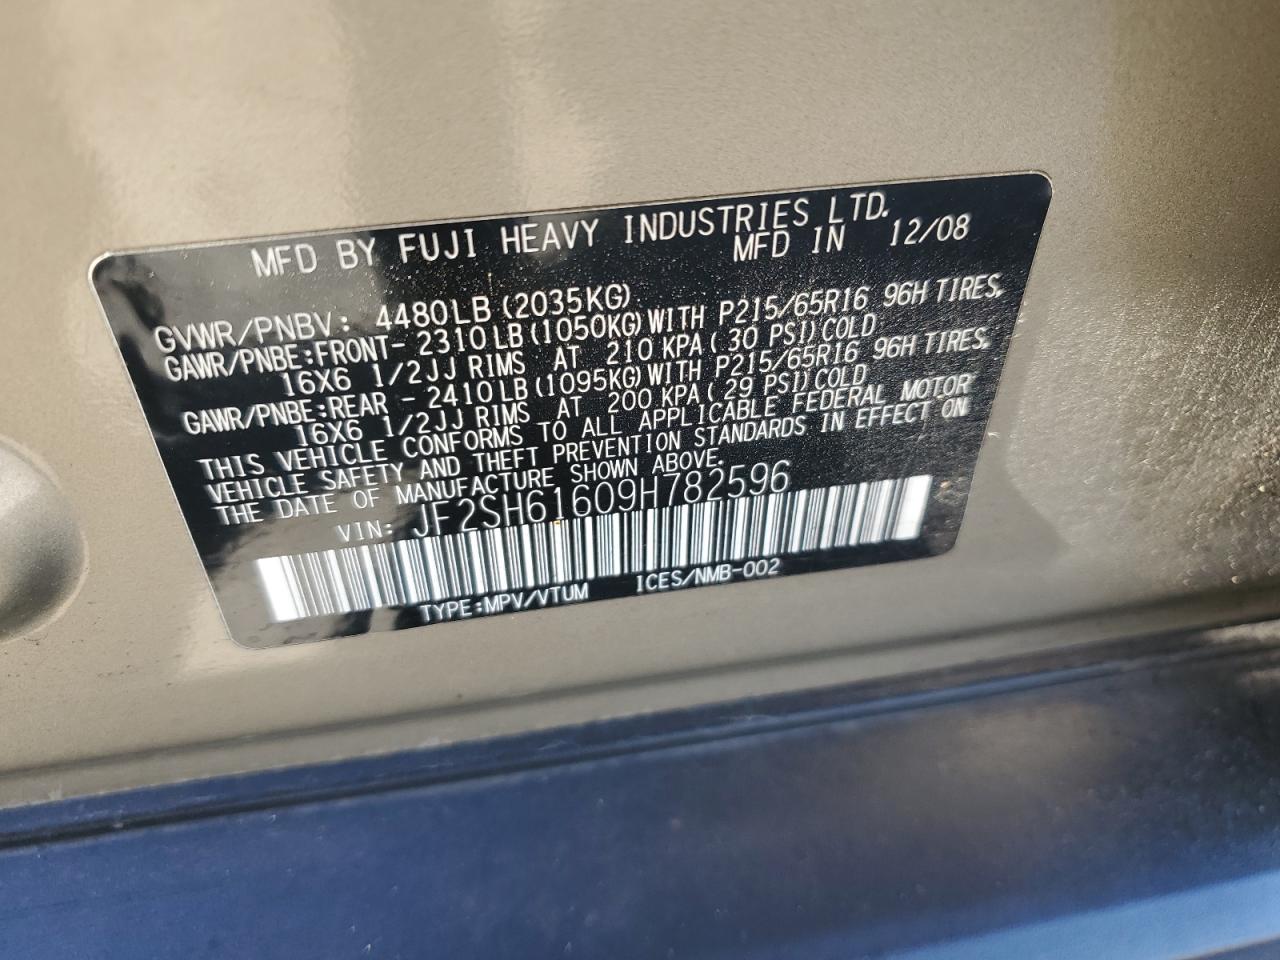 MFD BY FUJI HEAVY INDUSTRIES LTD.
MFD IN 12/08
GVWR/PNBV: 4480LB (2035KG)
GAWR/PNBE:FRONT- 2310LB (1050KG) WITH P215/65R16 96H TIRES,
16X6 1/2JJ RIMS AT 210 KPA( 30 PSI) COLD
GAWR/PNBE:REAR - 2410LB (1095KG) WITH P215/65R16 96H TIRES,
16X6 1/2JJ RIMS AT 200 KPA( 29 PSI) COLD
THIS VEHICLE CONFORMS TO ALL APPLICABLE FEDERAL MOTOR
VEHICLE SAFETY AND THEFT PREVENTION STANDARDS IN EFFECT ON
THE DATE OF MANUFACTURE SHOWN ABOVE.
VIN: JF2SH61609H782596
TYPE:MPV/VTUM ICES/NMB-002